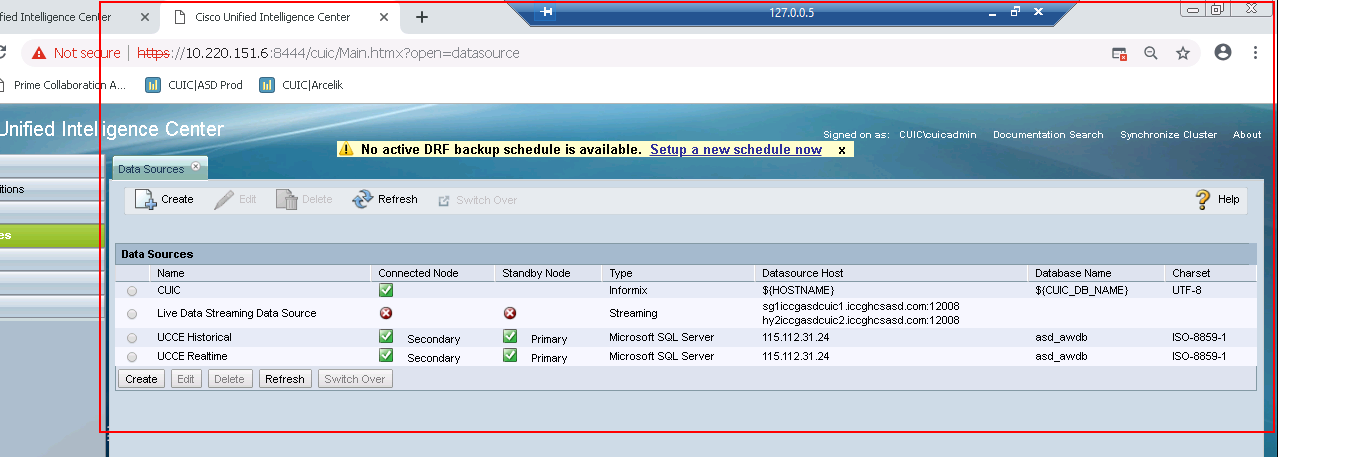 fied Intelligence Center
Cisco Unified Intelligence Center
127.0.0.5
Not secure
https://10.220.151.6:8444/cuic/Main.htmx?open=datasource
Prime Collaboration A...
CUIC|ASD Prod
CUIC|Arcelik
Unified Intelligence Center
Signed on as: CUIC\cuicadmin Documentation Search Synchronize Cluster About
No active DRF backup schedule is available. Setup a new schedule now x
Data Sources
itions
es
Create Edit Delete Refresh Switch Over Help
Data Sources
Name Connected Node Standby Node Type Datasource Host Database Name Charset
CUIC Informix ${HOSTNAME} ${CUIC_DB_NAME} UTF-8
Live Data Streaming Data Source Streaming sg1iccgasdcuic1.iccghcsasd.com:12008
hy2iccgasdcuic2.iccghcsasd.com:12008
UCCE Historical Secondary Primary Microsoft SQL Server 115.112.31.24 asd_awdb ISO-8859-1
UCCE Realtime Secondary Primary Microsoft SQL Server 115.112.31.24 asd_awdb ISO-8859-1
Create Edit Delete Refresh Switch Over